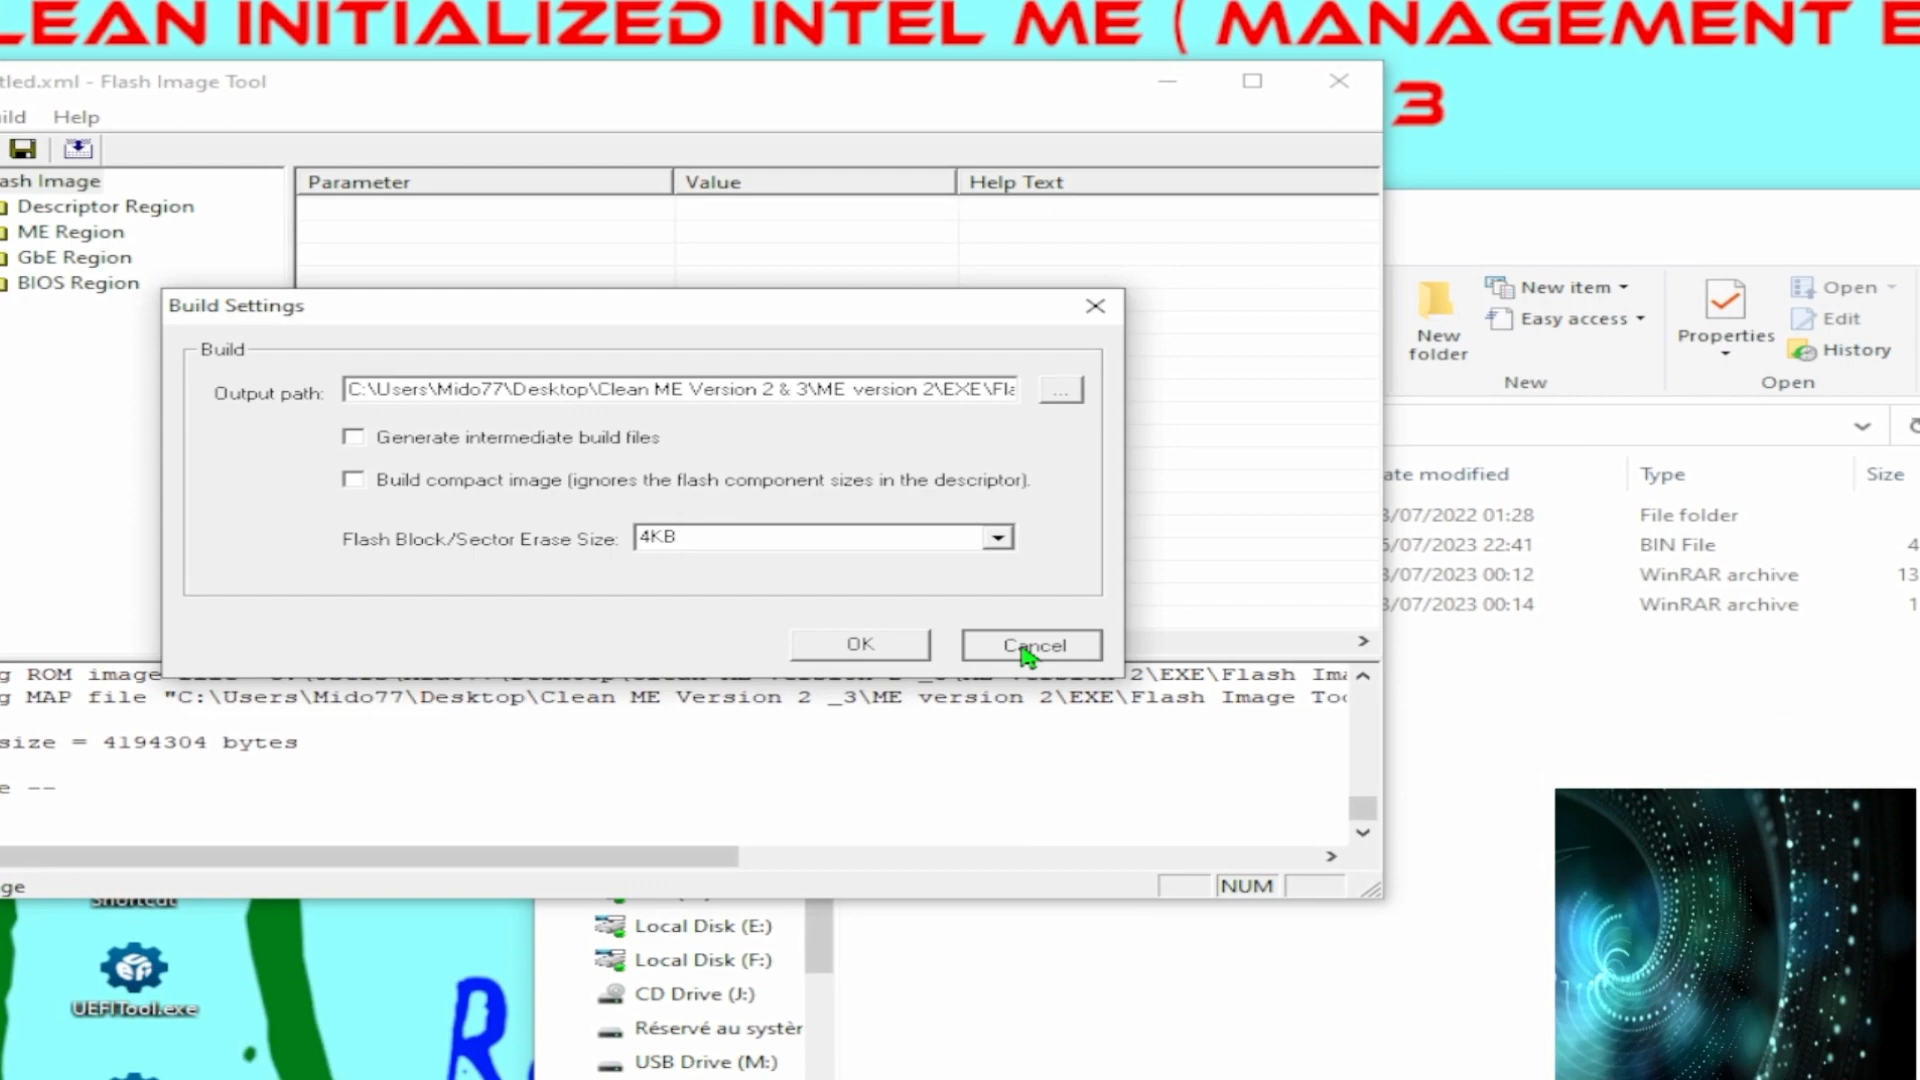 LEAN INITIALIZED INTEL ME ( MANAGEMENT E
3
tled.xml - Flash Image Tool
ild Help
Parameter Value Help Text
ash Image
Descriptor Region
ME Region
GbE Region
BIOS Region
Build Settings
Build
Output path: C:\Users\Mido77\Desktop\Clean ME Version 2 & 3\ME version 2\EXE\Fla
...
Generate intermediate build files
Build compact image (ignores the flash component sizes in the descriptor).
Flash Block/Sector Erase Size: 4KB
OK Cancel
g ROM image 2\EXE\Flash Ima
g MAP file "C:\Users\Mido77\Desktop\Clean ME Version 2 _3\ME version 2\EXE\Flash Image Too
size = 4194304 bytes
e --
ge
NUM
New folder
New item
Easy access
New
Properties
Open
Edit
History
Open
ate modified Type Size
3/07/2022 01:28 File folder
5/07/2023 22:41 BIN File 4
3/07/2023 00:12 WinRAR archive 13
3/07/2023 00:14 WinRAR archive 1
Shortcut
UEFITool.exe
R
Local Disk (E:)
Local Disk (F:)
CD Drive (J:)
Réservé au systèr
USB Drive (M:)